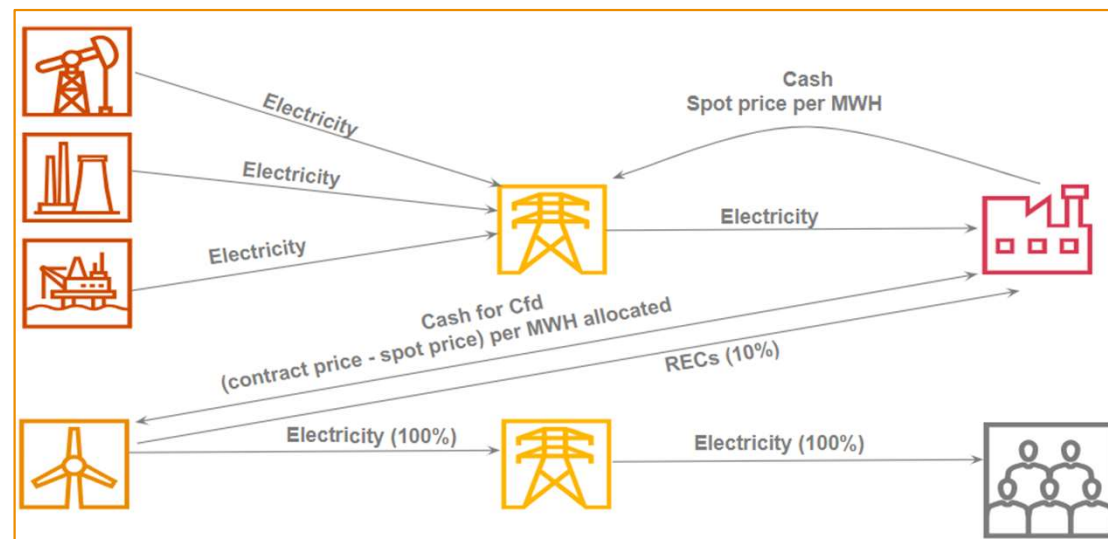 Cash
Spot price per MWH
Electricity
Electricity
Electricity
Electricity
Cash for Cfd
(contract price - spot price) per MWH allocated
RECs (10%)
Electricity (100%)
Electricity (100%)